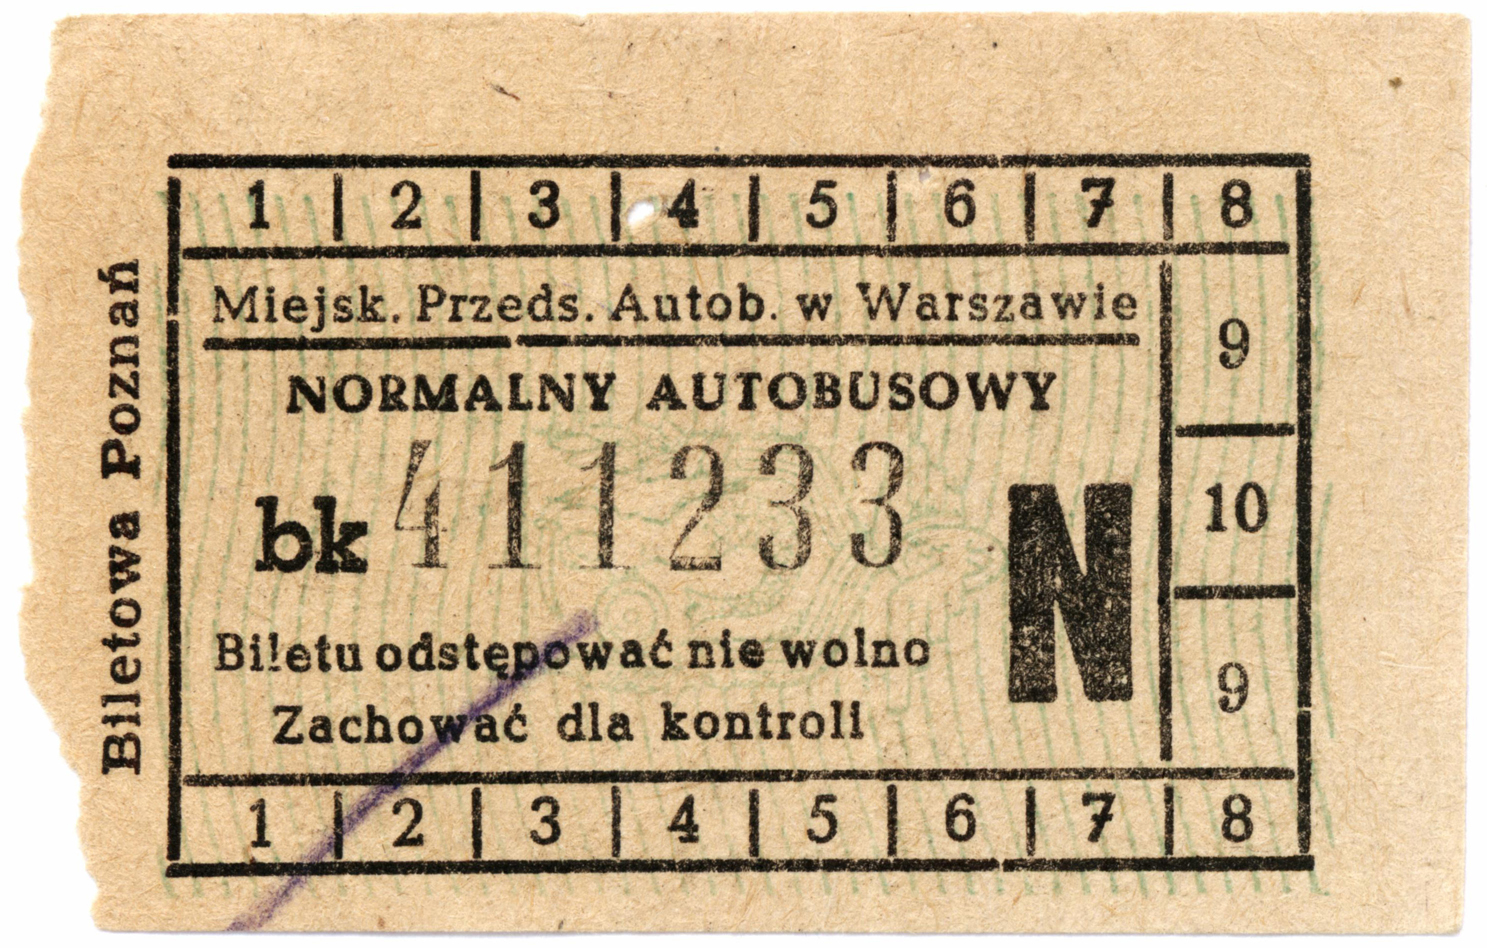 Biletowa Poznań
1 | 2 | 3 | 4 | 5 | 6 | 7 | 8
Miejsk. Przeds. Autob. w Warszawie
9
NORMALNY AUTOBUSOWY
bk 411233
N
10
Biletu odstępować nie wolno
9
Zachować dla kontroli
1 | 2 | 3 | 4 | 5 | 6 | 7 | 8